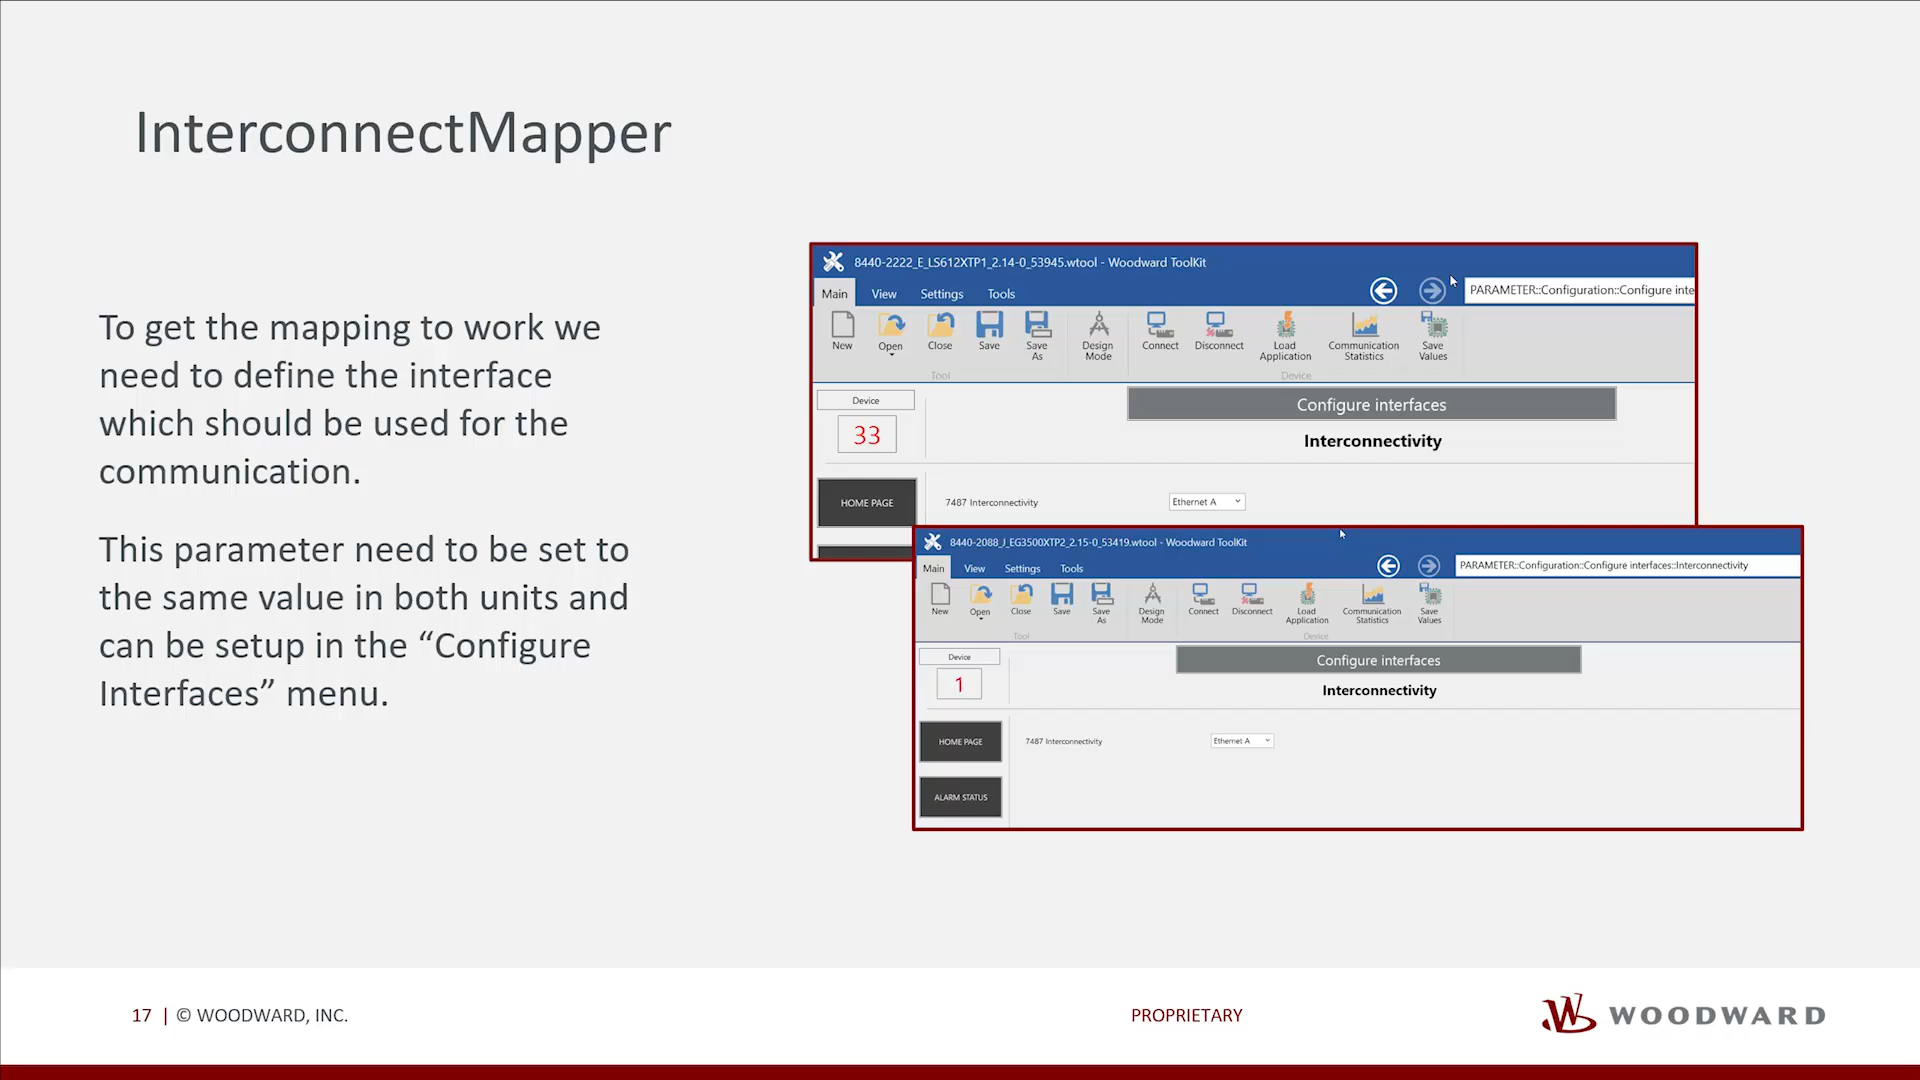 InterconnectMapper
To get the mapping to work we
need to define the interface
which should be used for the
communication.
This parameter need to be set to
the same value in both units and
can be setup in the “Configure
Interfaces” menu.
8440-2222_E_LS612XTP1_2.14-0_53945.wtool - Woodward ToolKit
Main View Settings Tools
PARAMETER::Configuration::Configure inte
New Open Close Save Save As Design Mode Connect Disconnect Load Application Communication Statistics Save Values
Tool Device
Device
33
Configure interfaces
Interconnectivity
HOME PAGE
7487 Interconnectivity Ethernet A
8440-2088_J_EG3500XTP2_2.15-0_53419.wtool - Woodward ToolKit
Main View Settings Tools
PARAMETER::Configuration::Configure interfaces::Interconnectivity
New Open Close Save Save As Design Mode Connect Disconnect Load Application Communication Statistics Save Values
Tool Device
Device
1
Configure interfaces
Interconnectivity
HOME PAGE
7487 Interconnectivity Ethernet A
ALARM STATUS
17 | © WOODWARD, INC.
PROPRIETARY
WOODWARD